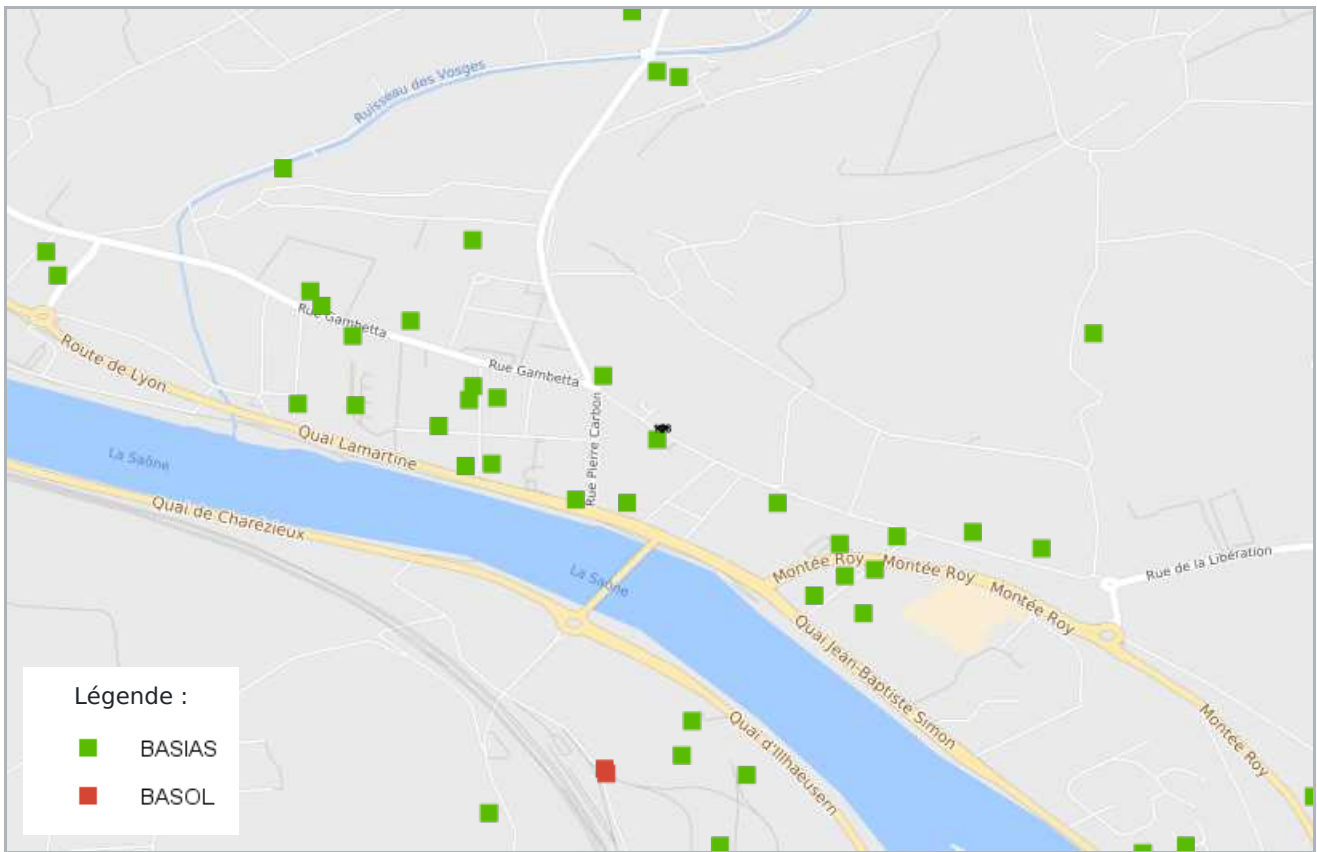 Ruisseau des Vosges
Rue Gambetta
Rue Gambetta
Route de Lyon
Rue Pierre Carbon
Quai Lamartine
La Saône
Quai de Charézieux
La Saône
Montée Roy
Montée Roy
Montée Roy
Rue de la Libération
Quai Jean-Baptiste Simon
Montée Roy
Quai d'Illhaeusern
Légende :
BASIAS
BASOL